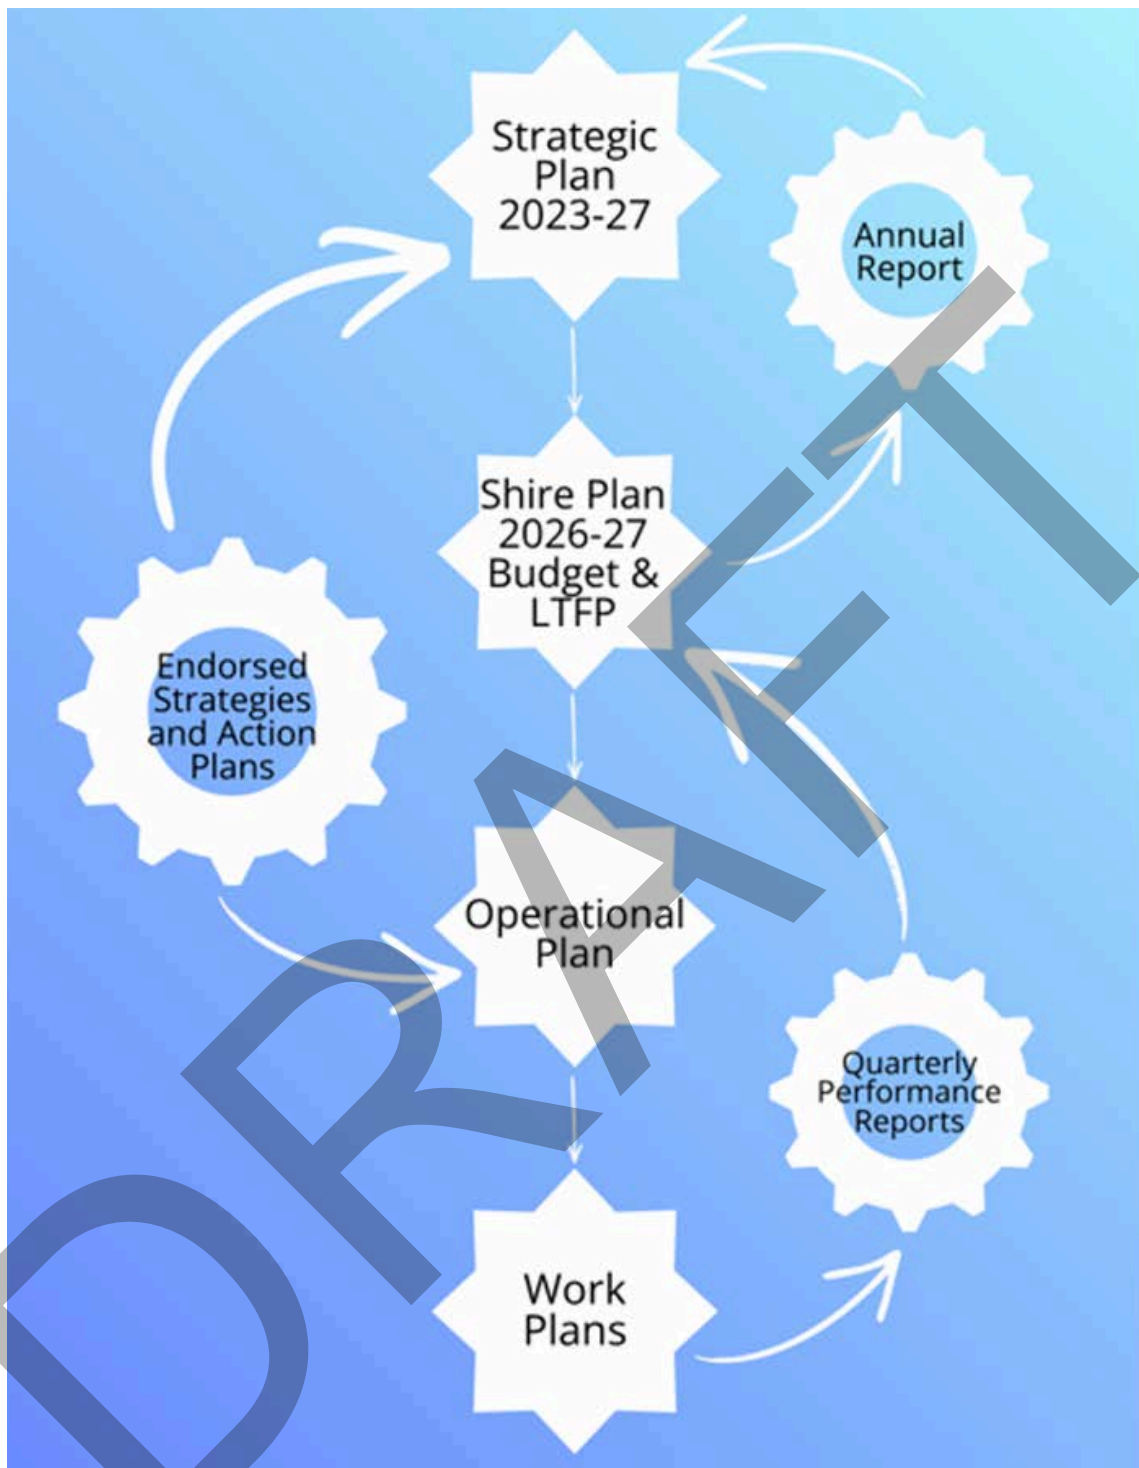 Strategic
Plan
2023-27
Annual
Report
Shire Plan
2026-27
Budget &
LTFP
Endorsed
Strategies
and Action
Plans
Operational
Plan
Quarterly
Performance
Reports
Work
Plans
DRAFT